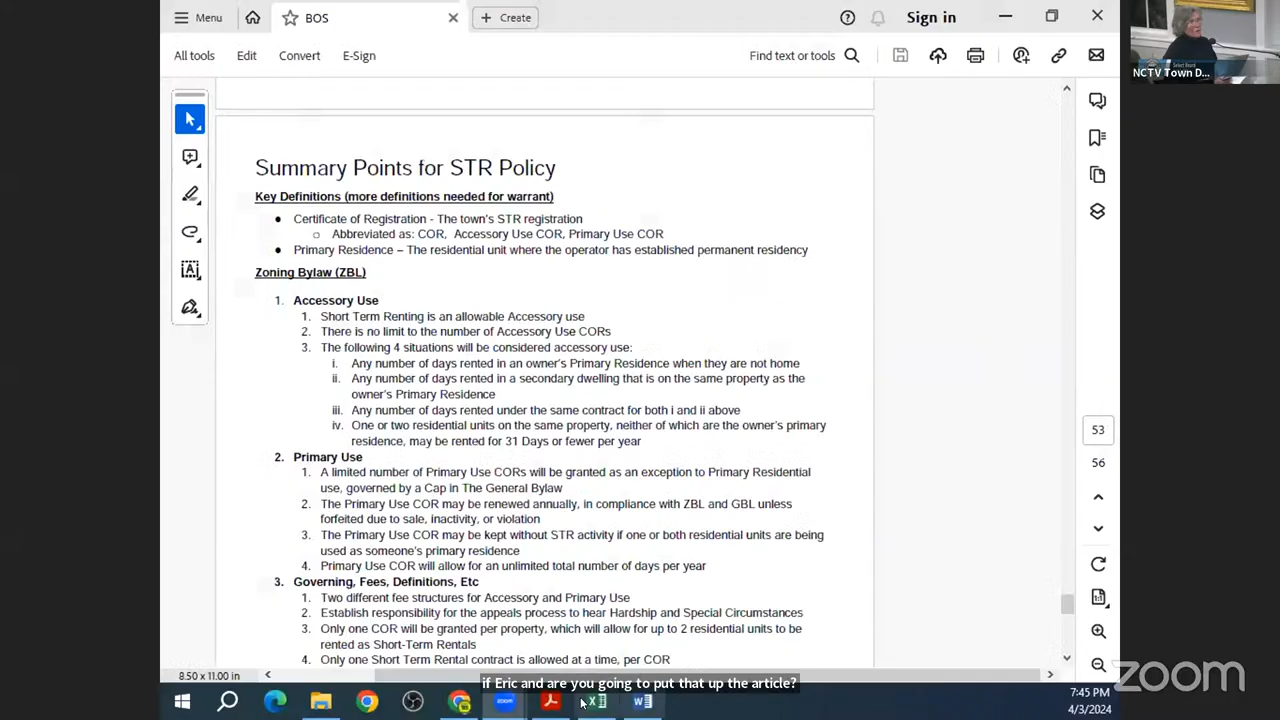 Menu
BOS
Create
Sign in
All tools
Edit
Convert
E-Sign
Find text or tools
NCTV Town D...
Summary Points for STR Policy
Key Definitions (more definitions needed for warrant)
● Certificate of Registration - The town's STR registration
○ Abbreviated as: COR, Accessory Use COR, Primary Use COR
● Primary Residence – The residential unit where the operator has established permanent residency
Zoning Bylaw (ZBL)
1. Accessory Use
1. Short Term Renting is an allowable Accessory use
2. There is no limit to the number of Accessory Use CORs
3. The following 4 situations will be considered accessory use:
i. Any number of days rented in an owner's Primary Residence when they are not home
ii. Any number of days rented in a secondary dwelling that is on the same property as the
owner's Primary Residence
iii. Any number of days rented under the same contract for both i and ii above
iv. One or two residential units on the same property, neither of which are the owner's primary
residence, may be rented for 31 Days or fewer per year
2. Primary Use
1. A limited number of Primary Use CORs will be granted as an exception to Primary Residential
use, governed by a Cap in The General Bylaw
2. The Primary Use COR may be renewed annually, in compliance with ZBL and GBL unless
forfeited due to sale, inactivity, or violation
3. The Primary Use COR may be kept without STR activity if one or both residential units are being
used as someone's primary residence
4. Primary Use COR will allow for an unlimited total number of days per year
3. Governing, Fees, Definitions, Etc
1. Two different fee structures for Accessory and Primary Use
2. Establish responsibility for the appeals process to hear Hardship and Special Circumstances
3. Only one COR will be granted per property, which will allow for up to 2 residential units to be
rented as Short-Term Rentals
4. Only one Short Term Rental contract is allowed at a time, per COR
53
56
8.50 x 11.00 in
if Eric and are you going to put that up the article?
zoom
7:45 PM
4/3/2024